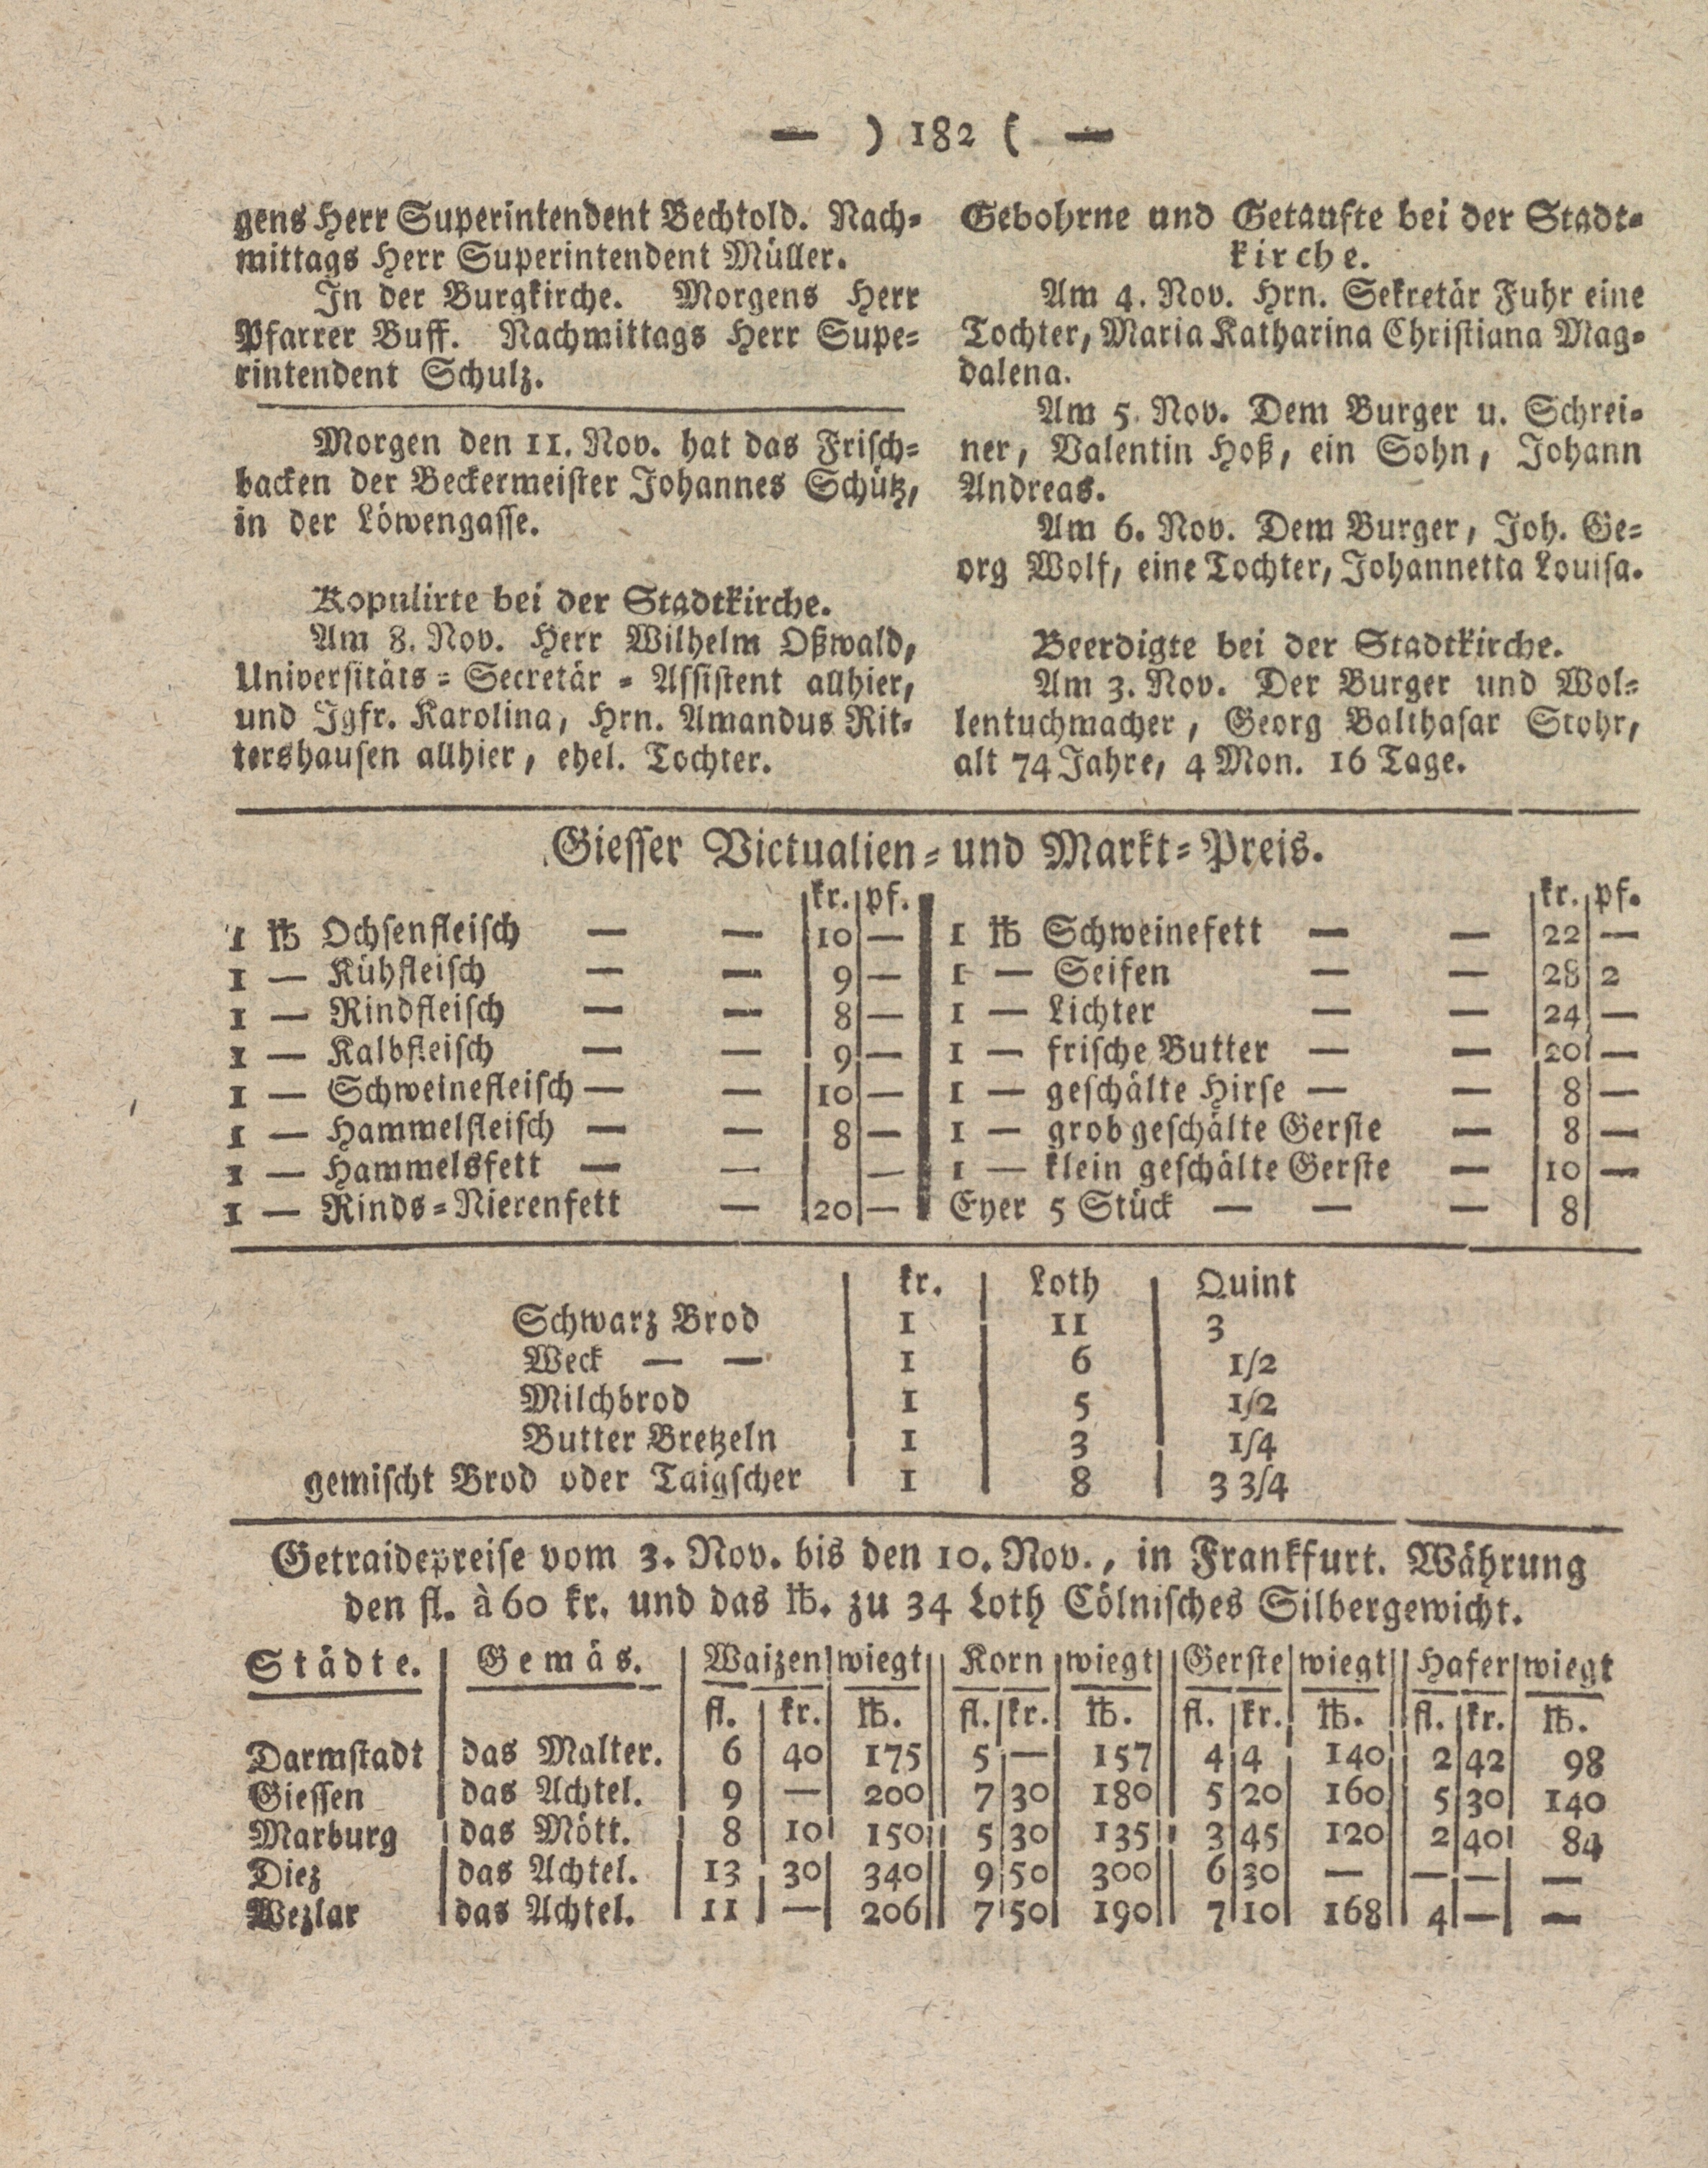 — ) 182 ( —
gens Herr Superintendent Bechtold. Nach-
mittags Herr Superintendent Müller.
In der Burgkirche. Morgens Herr
Pfarrer Buff. Nachmittags Herr Supe-
rintendent Schulz.
Morgen den 11. Nov. hat das Frisch-
backen der Beckermeister Johannes Schütz,
in der Löwengasse.
Kopulirte bei der Stadtkirche.
Am 8. Nov. Herr Wilhelm Oßwald,
Universitäts-Secretär-Assistent allhier,
und Jgfr. Karolina, Hrn. Amandus Rit-
tershausen allhier, ehel. Tochter.
Gebohrne und Getaufte bei der Stadt-
kirche.
Am 4. Nov. Hrn. Sekretär Fuhr eine
Tochter, Maria Katharina Christiana Mag-
dalena.
Am 5. Nov. Dem Burger u. Schrei-
ner, Valentin Hoß, ein Sohn, Johann
Andreas.
Am 6. Nov. Dem Burger, Joh. Ge-
org Wolf, eine Tochter, Johannetta Louisa.
Beerdigte bei der Stadtkirche.
Am 3. Nov. Der Burger und Wol-
lentuchmacher, Georg Balthasar Stohr,
alt 74 Jahre, 4 Mon. 16 Tage.
Giesser Victualien- und Markt-Preis.
kr. pf.
1 ℔ Ochsenfleisch — — 10 —
1 — Kühfleisch — — 9 —
1 — Rindfleisch — — 8 —
1 — Kalbfleisch — — 9 —
1 — Schweinefleisch — — 10 —
1 — Hammelfleisch — — 8 —
1 — Hammelsfett — — —
1 — Rinds-Nierenfett — 20 —
kr. pf.
1 ℔ Schweinefett — — 22 —
1 — Seifen — — 28 2
1 — Lichter — — 24 —
1 — frische Butter — — 20 —
1 — geschälte Hirse — — 8 —
1 — grob geschälte Gerste — 8 —
1 — klein geschälte Gerste — 10 —
Eyer 5 Stück — — — 8
kr. Loth Quint
Schwarz Brod 1 11 3
Weck — — 1 6 1/2
Milchbrod 1 5 1/2
Butter Bretzeln 1 3 1/4
gemischt Brod oder Taigscher 1 8 3 3/4
Getraidepreise vom 3. Nov. bis den 10. Nov., in Frankfurt. Währung
den fl. à 60 kr. und das ℔. zu 34 Loth Cölnisches Silbergewicht.
Städte. Gemäs. Waizen wiegt Korn wiegt Gerste wiegt Hafer wiegt
fl. kr. ℔. fl. kr. ℔. fl. kr. ℔. fl. kr. ℔.
Darmstadt das Malter. 6 40 175 5 — 157 4 4 140 2 42 98
Giessen das Achtel. 9 — 200 7 30 180 5 20 160 5 30 140
Marburg das Mött. 8 10 150 5 30 135 3 45 120 2 40 84
Diez das Achtel. 13 30 340 9 50 300 6 30 — — — —
Wezlar das Achtel. 11 — 206 7 50 190 7 10 168 4 — —